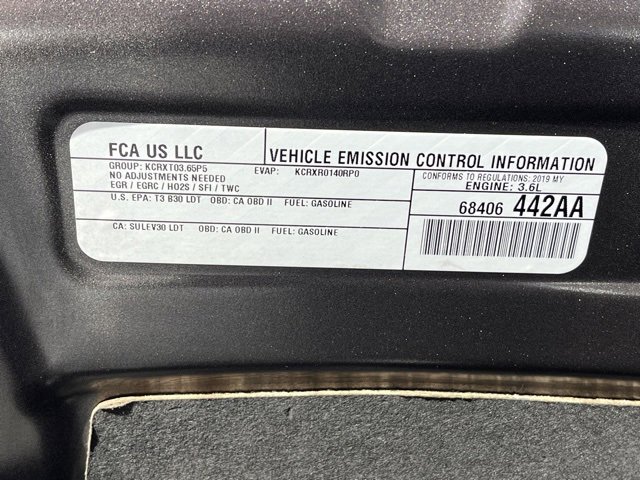 FCA US LLC
VEHICLE EMISSION CONTROL INFORMATION
GROUP: KCRXT03.65P5 EVAP: KCRXR0140RP0
NO ADJUSTMENTS NEEDED
EGR / EGRC / HO2S / SFI / TWC
CONFORMS TO REGULATIONS: 2019 MY
ENGINE: 3.6L
U.S. EPA: T3 B30 LDT OBD: CA OBD II FUEL: GASOLINE
68406 442AA
CA: SULEV30 LDT OBD: CA OBD II FUEL: GASOLINE